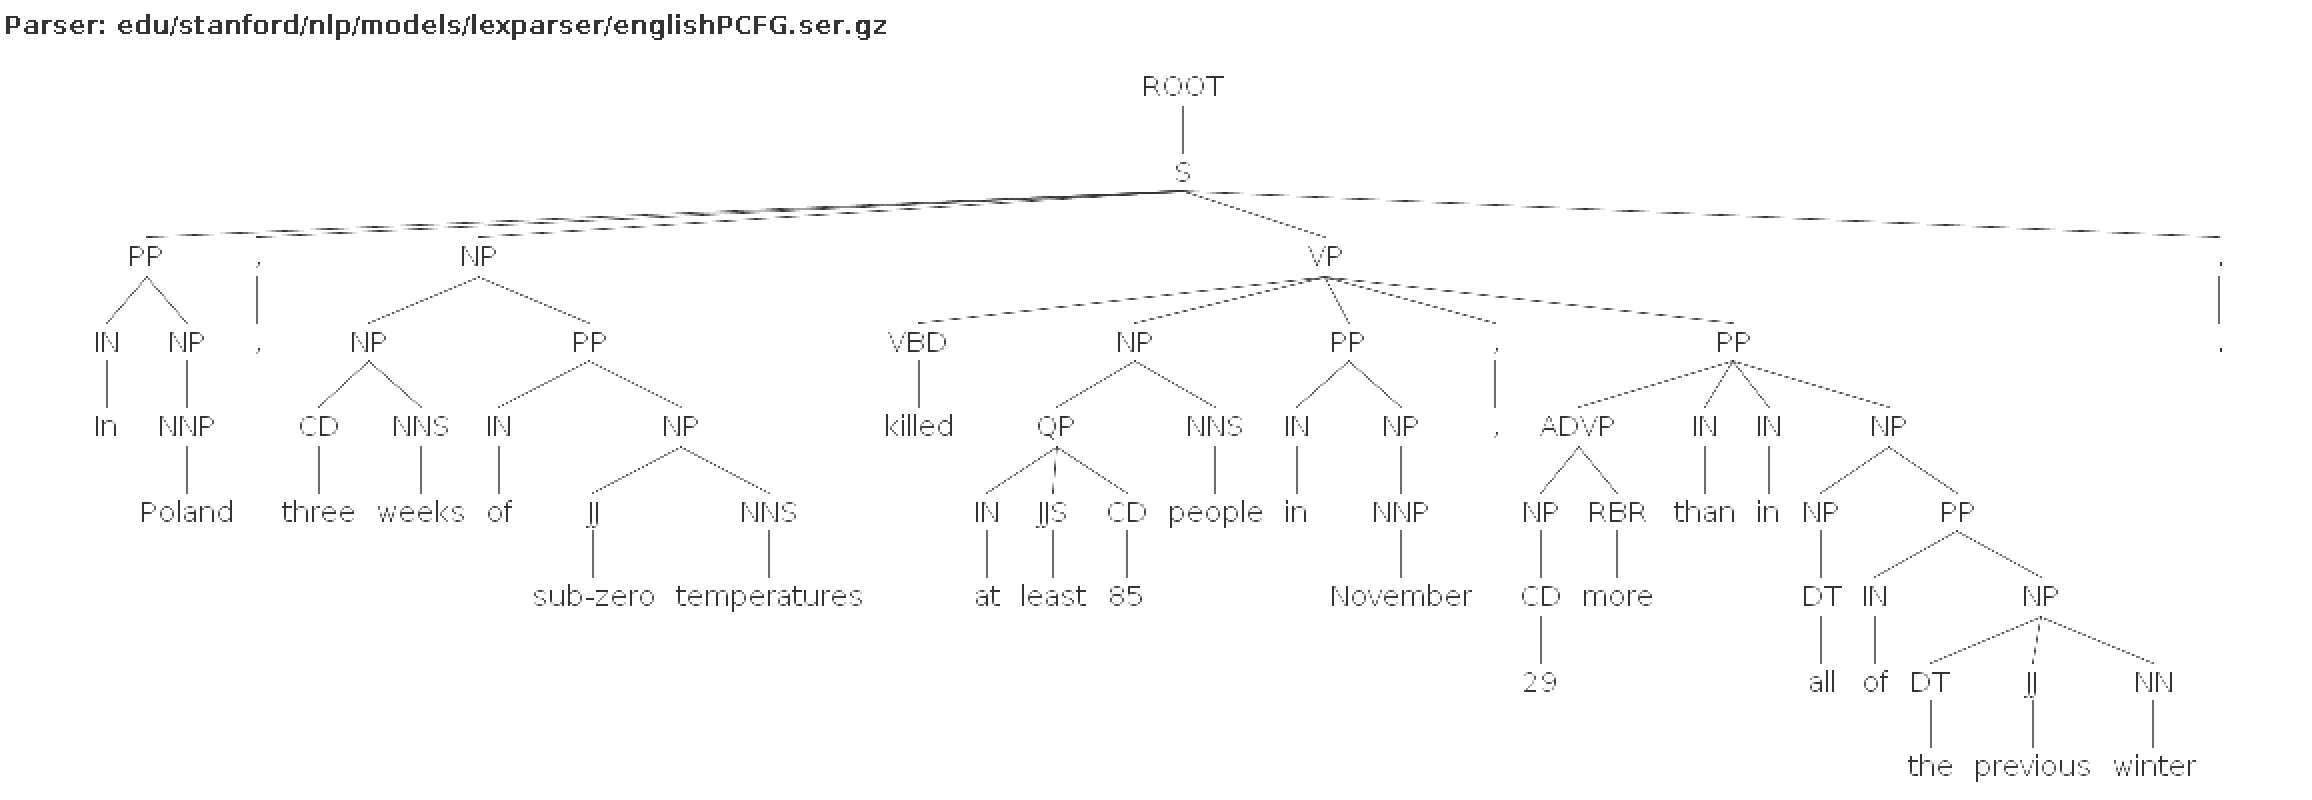 Parser: edu/stanford/nlp/models/lexparser/englishPCFG.ser.gz
ROOT
S
PP , NP VP .
IN NP , NP PP VBD NP PP , PP .
In NNP CD NNS IN NP killed QP NNS IN NP , ADVP IN IN NP
Poland three weeks of JJ NNS IN JJS CD people in NNP NP RBR than in NP PP
sub-zero temperatures at least 85 November CD more DT IN NP
29 all of DT JJ NN
the previous winter